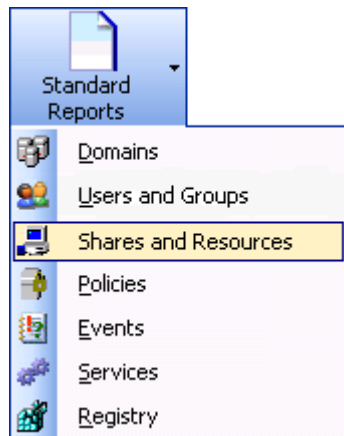 Standard
Reports
Domains
Users and Groups
Shares and Resources
Policies
Events
Services
Registry